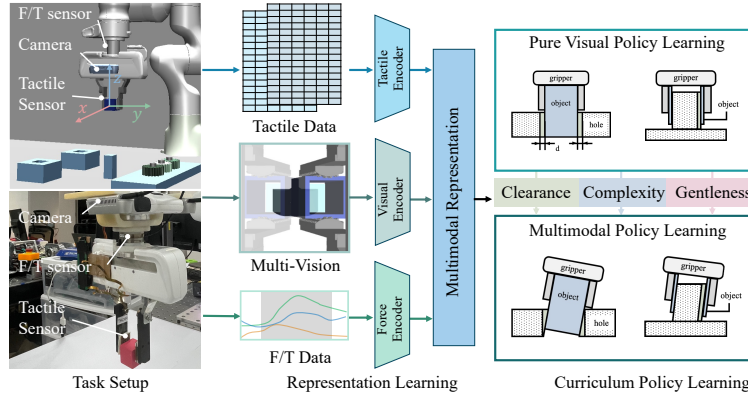 F/T sensor
Camera
Tactile
Sensor
z
x
y
Camera
F/T sensor
Tactile
Sensor
Task Setup
Tactile Data
Multi-Vision
F/T Data
Tactile
Encoder
Visual
Encoder
Force
Encoder
Multimodal Representation
Representation Learning
Pure Visual Policy Learning
gripper
object
hole
d
gripper
object
Clearance
Complexity
Gentleness
Multimodal Policy Learning
gripper
object
hole
gripper
object
Curriculum Policy Learning